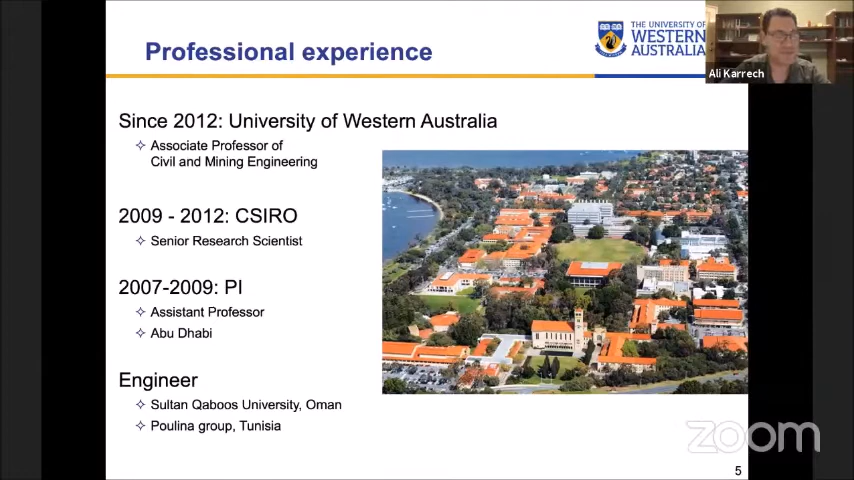 Professional experience
THE UNIVERSITY OF
WESTERN
AUSTRALIA
Ali Karrech
Since 2012: University of Western Australia
Associate Professor of
Civil and Mining Engineering
2009 - 2012: CSIRO
Senior Research Scientist
2007-2009: PI
Assistant Professor
Abu Dhabi
Engineer
Sultan Qaboos University, Oman
Poulina group, Tunisia
zoom
5